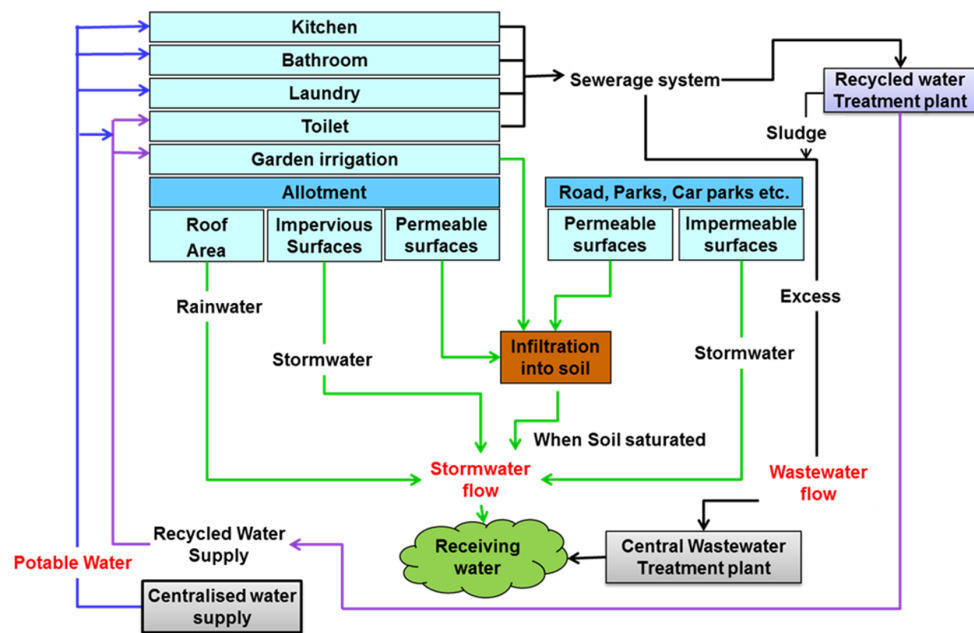 Kitchen
Bathroom
Laundry
Toilet
Garden irrigation
Allotment
Roof
Area
Impervious
Surfaces
Permeable
surfaces
Sewerage system
Recycled water
Treatment plant
Sludge
Road, Parks, Car parks etc.
Permeable
surfaces
Impermeable
surfaces
Rainwater
Stormwater
Infiltration
into soil
Stormwater
Excess
When Soil saturated
Stormwater
flow
Wastewater
flow
Receiving
water
Central Wastewater
Treatment plant
Recycled Water
Supply
Potable Water
Centralised water
supply